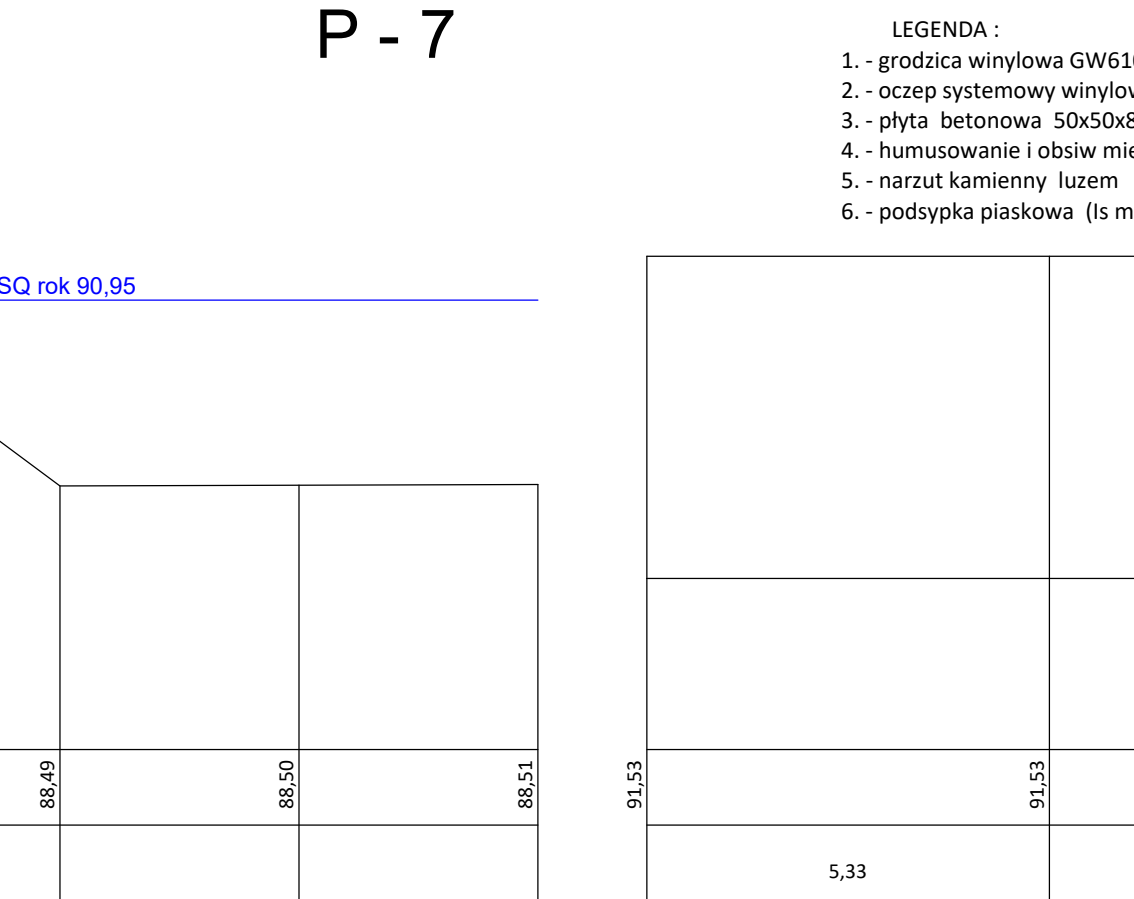 P - 7
LEGENDA :
1. - grodzica winylowa GW61
2. - oczep systemowy
3. - płyta betonowa 50x50x8
4. - humusowanie i obsiw
5. - narzut kamienny luzem
6. - podsypka piaskowa (Is
SQ rok 90,95
88,49
88,50
88,51
91,53
91,53
5,33